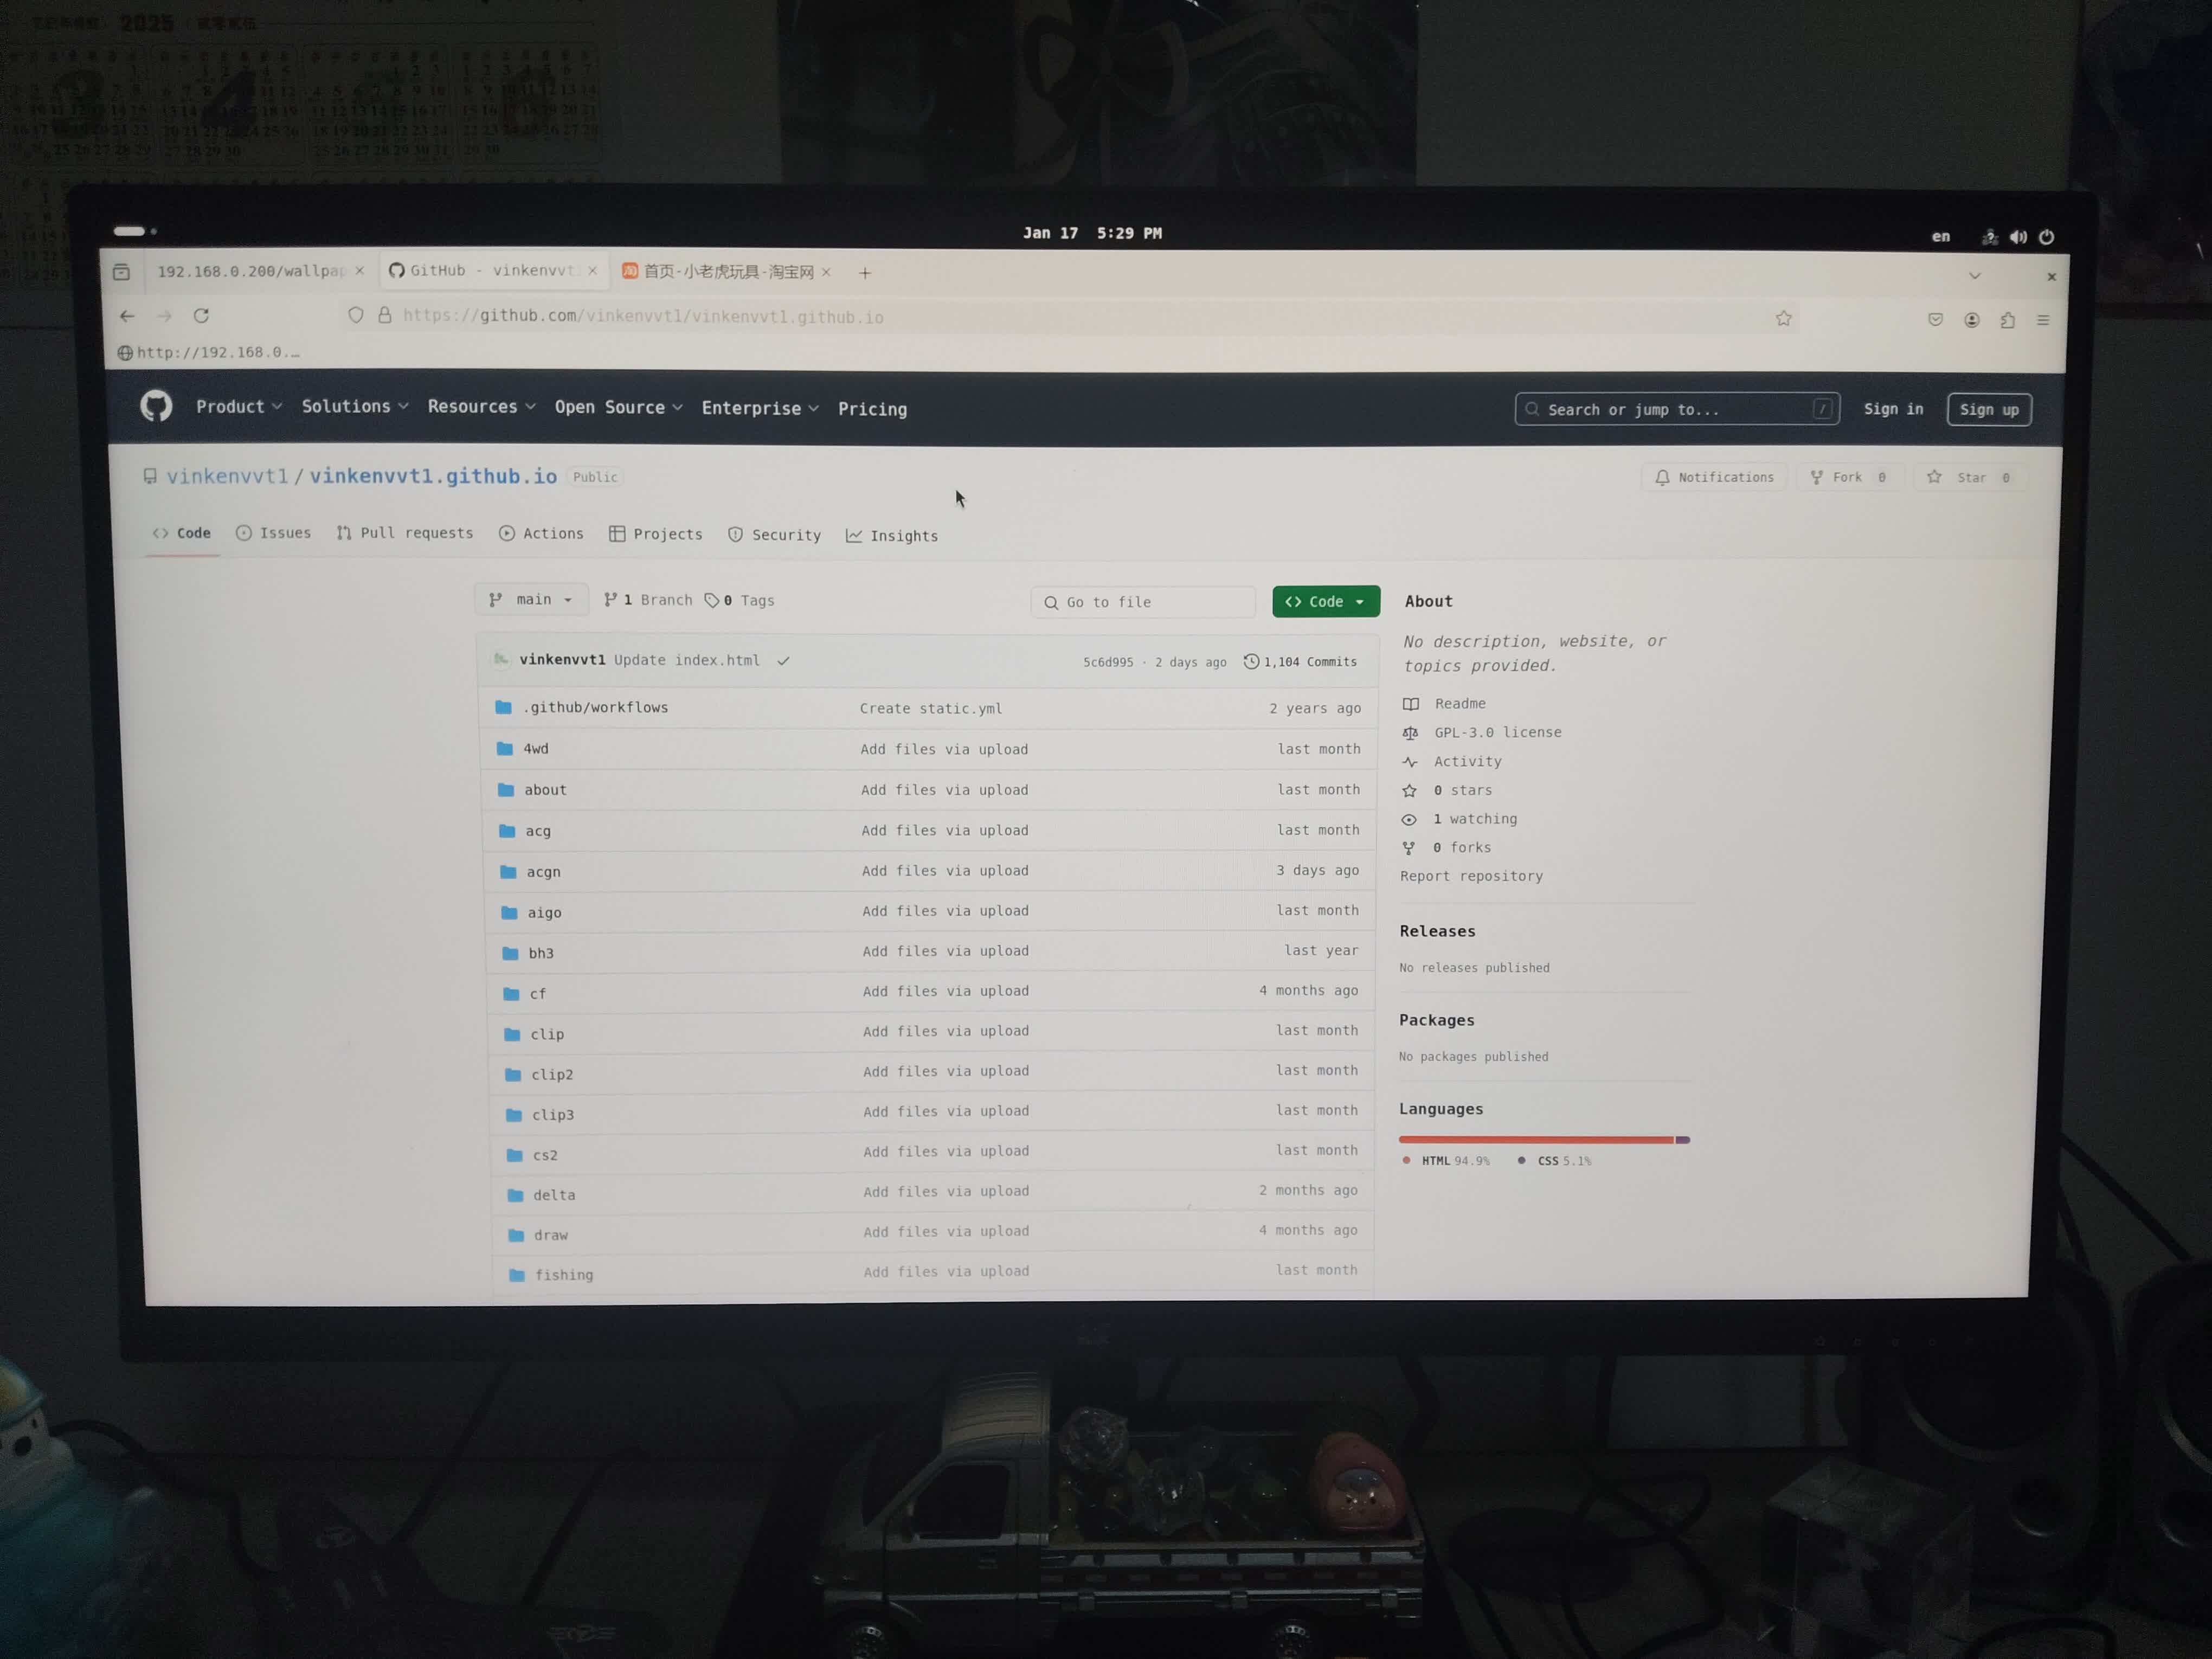 2025
Jan 17 5:29 PM
en
192.168.0.200/wallpap
GitHub - vinkenvvt1
首页-小老虎玩具-淘宝网
https://github.com/vinkenvvt1/vinkenvvt1.github.io
http://192.168.0.…
Product Solutions Resources Open Source Enterprise Pricing
Search or jump to... /
Sign in
Sign up
vinkenvvt1 / vinkenvvt1.github.io Public
Notifications Fork 0 Star 0
Code Issues Pull requests Actions Projects Security Insights
main 1 Branch 0 Tags
Go to file
Code
vinkenvvt1 Update index.html
5c6d995 · 2 days ago 1,104 Commits
.github/workflows Create static.yml 2 years ago
4wd Add files via upload last month
about Add files via upload last month
acg Add files via upload last month
acgn Add files via upload 3 days ago
aigo Add files via upload last month
bh3 Add files via upload last year
cf Add files via upload 4 months ago
clip Add files via upload last month
clip2 Add files via upload last month
clip3 Add files via upload last month
cs2 Add files via upload last month
delta Add files via upload 2 months ago
draw Add files via upload 4 months ago
fishing Add files via upload last month
About
No description, website, or
topics provided.
Readme
GPL-3.0 license
Activity
0 stars
1 watching
0 forks
Report repository
Releases
No releases published
Packages
No packages published
Languages
HTML 94.9% CSS 5.1%